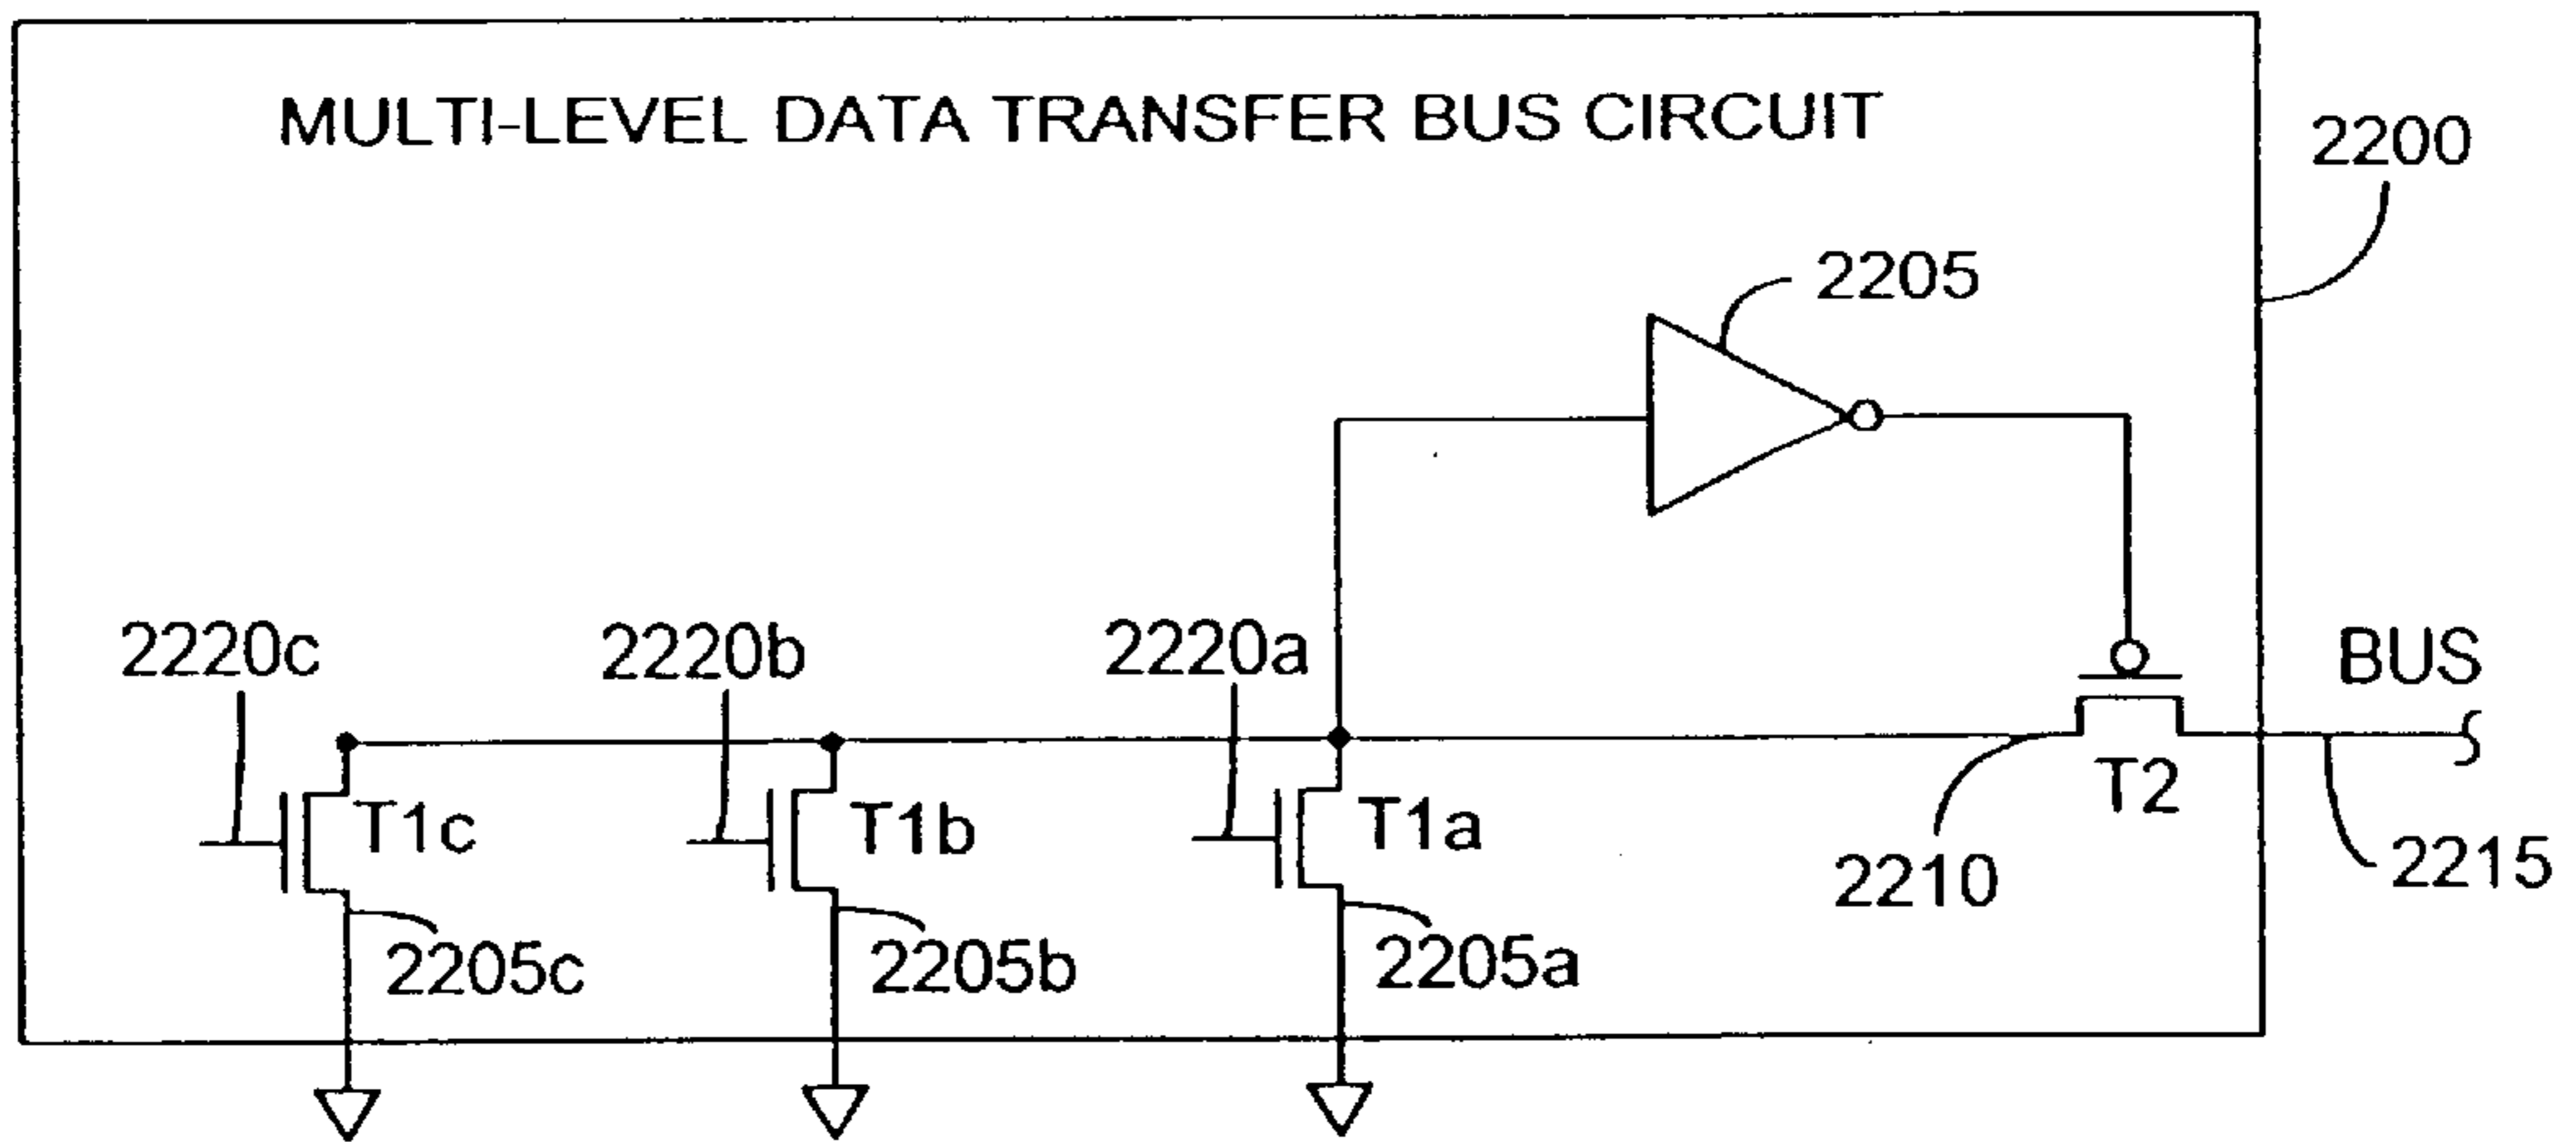 MULTI-LEVEL DATA TRANSFER BUS CIRCUIT
2200
2205
2220c
2220b
2220a
BUS
T1c
T1b
T1a
T2
2210
2215
2205c
2205b
2205a